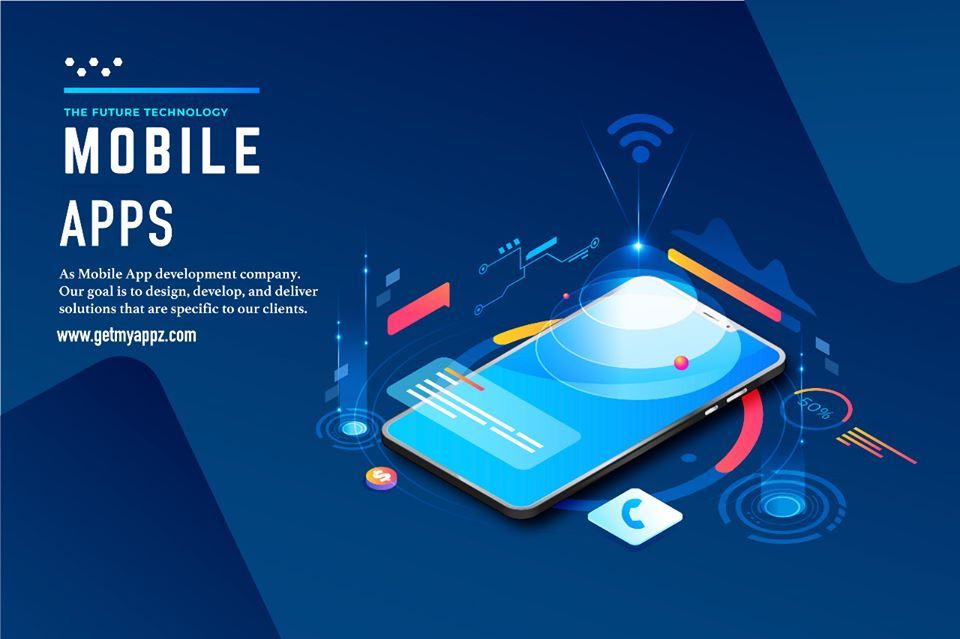 THE FUTURE TECHNOLOGY
MOBILE
APPS
As Mobile App development company.
Our goal is to design, develop, and deliver
solutions that are specific to our clients.
www.getmyappz.com
50%
$